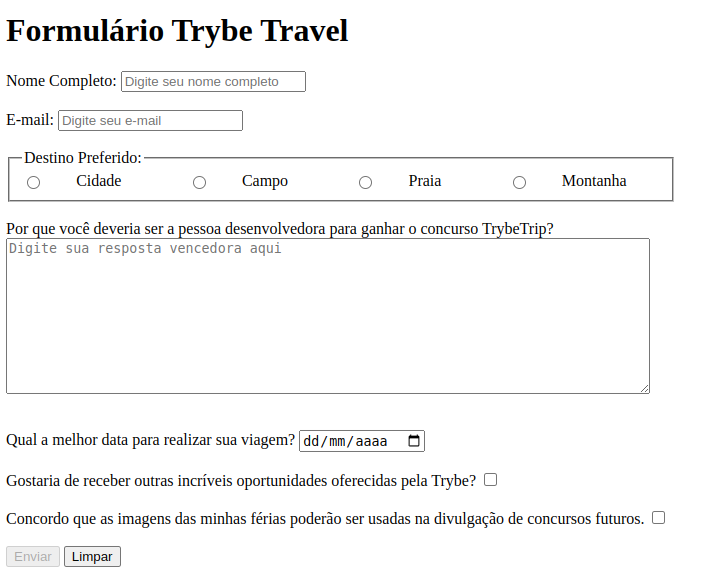 Formulário Trybe Travel
Nome Completo: Digite seu nome completo
E-mail: Digite seu e-mail
Destino Preferido:
Cidade Campo Praia Montanha
Por que você deveria ser a pessoa desenvolvedora para ganhar o concurso TrybeTrip?
Digite sua resposta vencedora aqui
Qual a melhor data para realizar sua viagem? dd/mm/aaaa
Gostaria de receber outras incríveis oportunidades oferecidas pela Trybe?
Concordo que as imagens das minhas férias poderão ser usadas na divulgação de concursos futuros.
Enviar Limpar